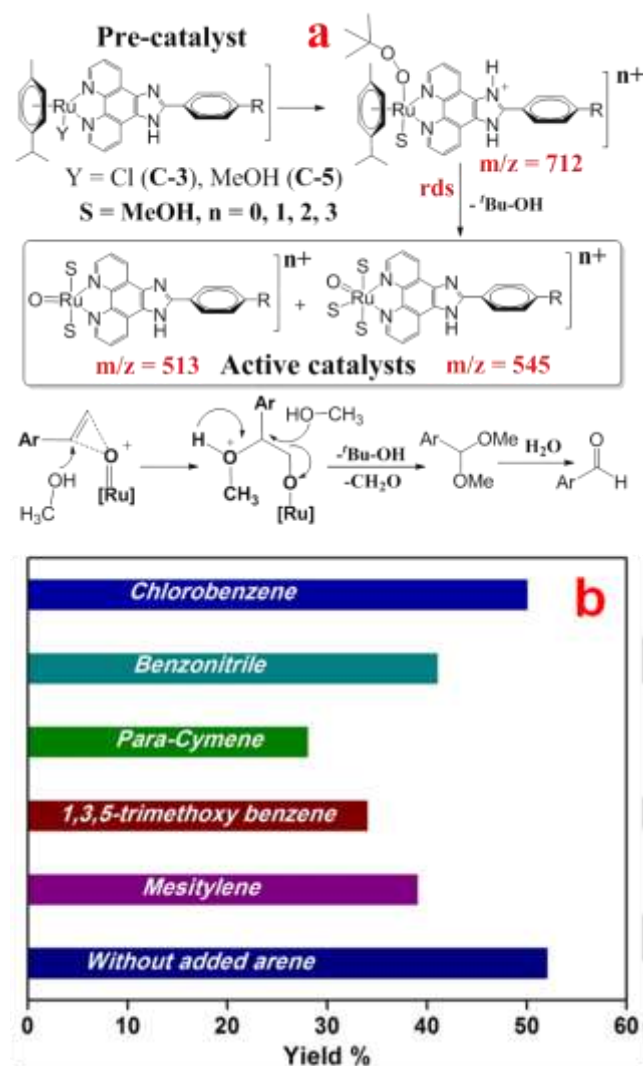 Pre-catalyst
a
Ru
Y
N
N
N
N
H
R
O
O
Ru
S
N
N
H
N
+
N
H
R
n+
m/z = 712
Y = Cl (C-3), MeOH (C-5)
S = MeOH, n = 0, 1, 2, 3
rds
- ᵗBu-OH
S
O
Ru
S
N
N
N
NH
R
n+
+
S
O
Ru
S
S
N
N
N
NH
R
n+
m/z = 513
Active catalysts
m/z = 545
Ar
OH
H₃C
O
+
[Ru]
H
Ar
HO—CH₃
+
O
CH₃
O
[Ru]
-ᵗBu-OH
-CH₂O
Ar
OMe
OMe
H₂O
Ar
H
O
b
Chlorobenzene
Benzonitrile
Para-Cymene
1,3,5-trimethoxy benzene
Mesitylene
Without added arene
0 10 20 30 40 50 60
Yield %